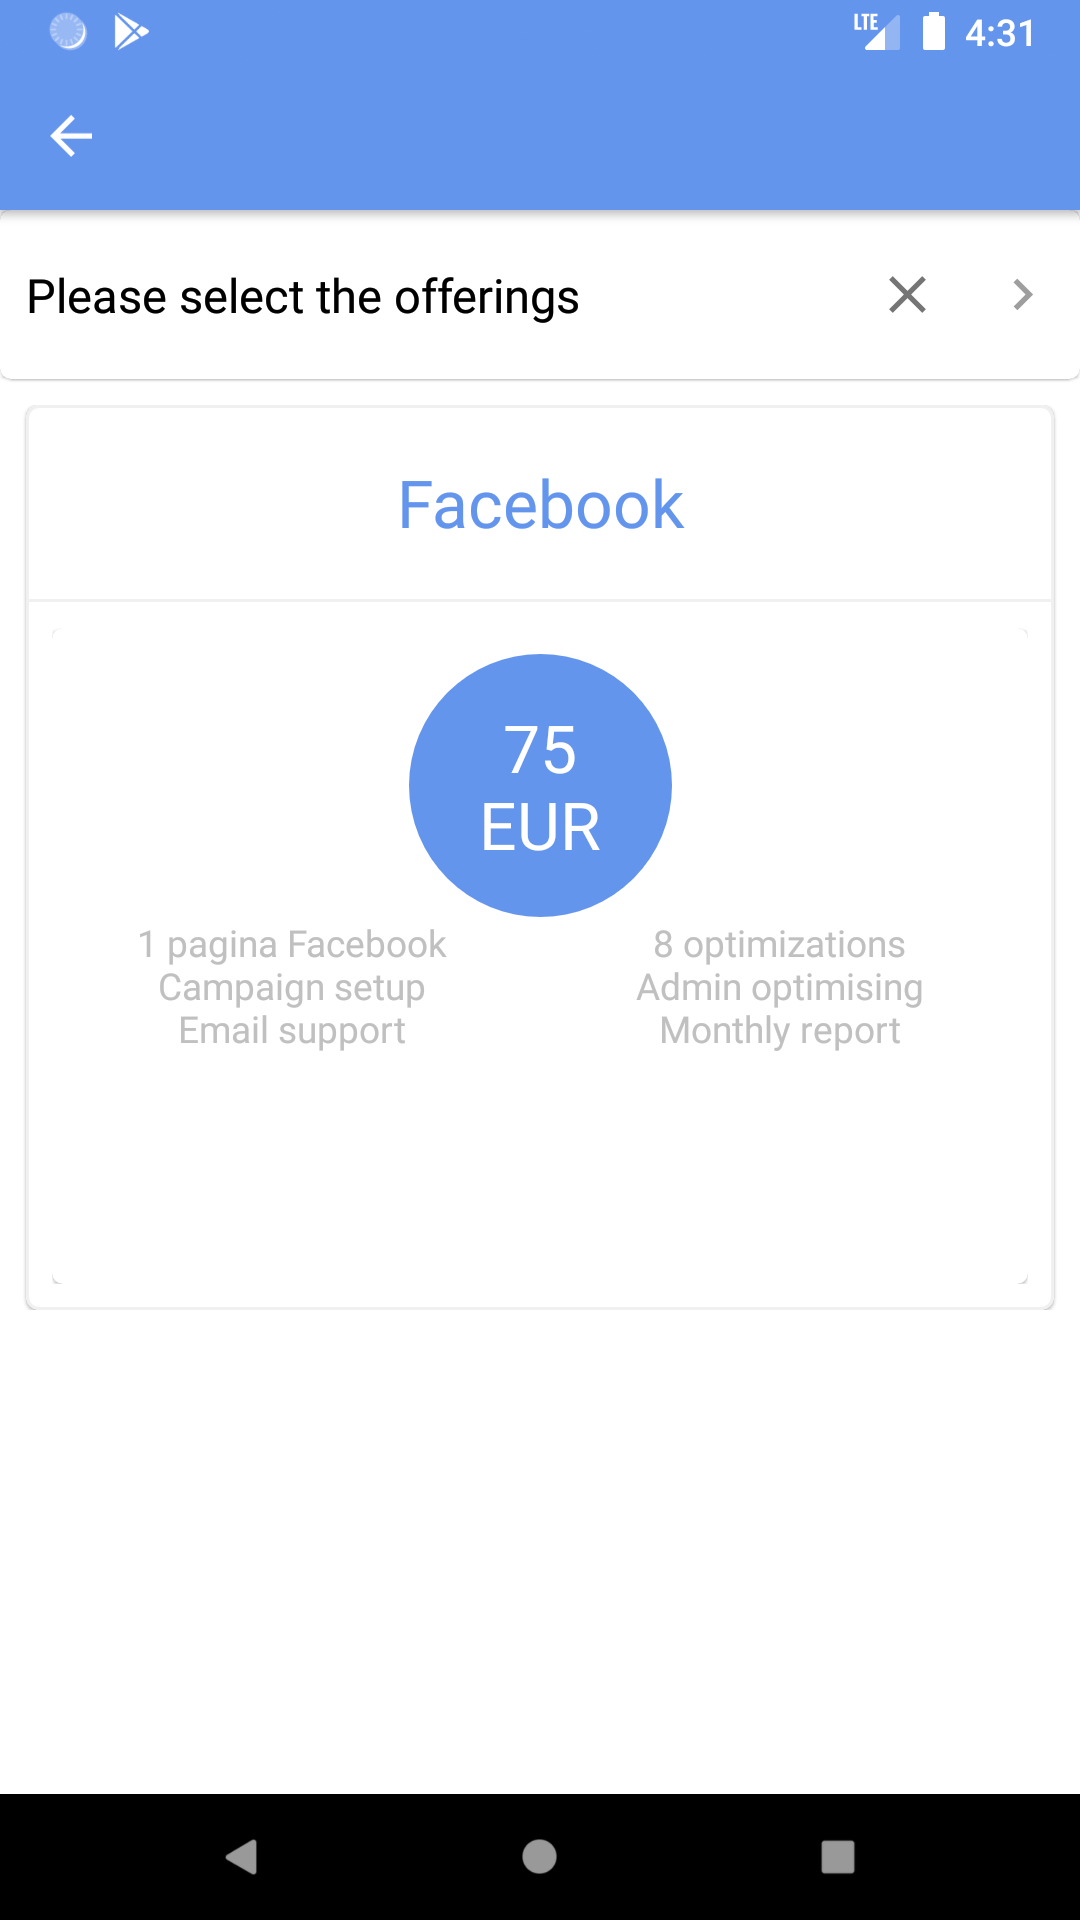 LTE 4:31
Please select the offerings
Facebook
75
EUR
1 pagina Facebook
Campaign setup
Email support
8 optimizations
Admin optimising
Monthly report